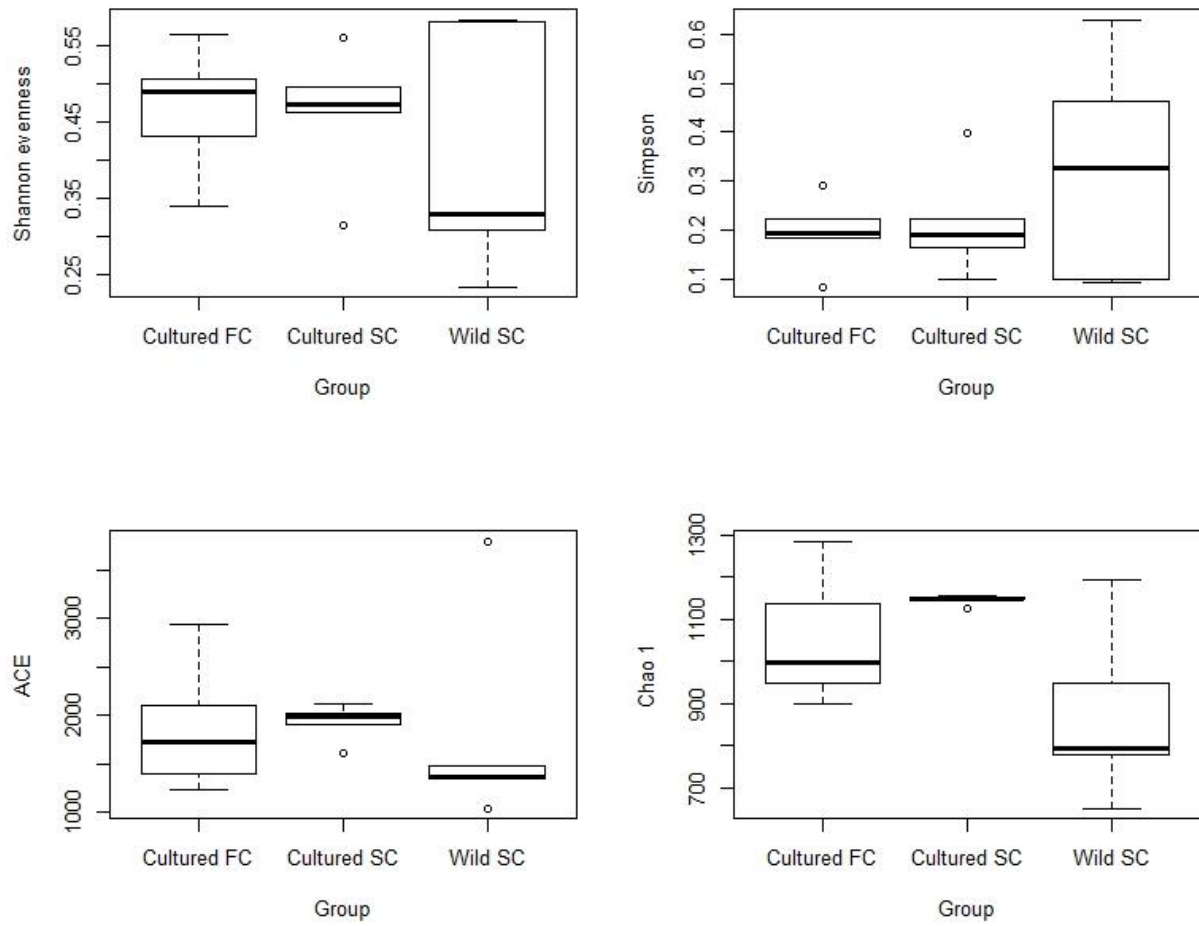 Shannon evenness
0.55
0.45
0.35
0.25
Cultured FC Cultured SC Wild SC
Group
Simpson
0.6
0.5
0.4
0.3
0.2
0.1
Cultured FC Cultured SC Wild SC
Group
ACE
3000
2000
1000
Cultured FC Cultured SC Wild SC
Group
Chao 1
1300
1100
900
700
Cultured FC Cultured SC Wild SC
Group